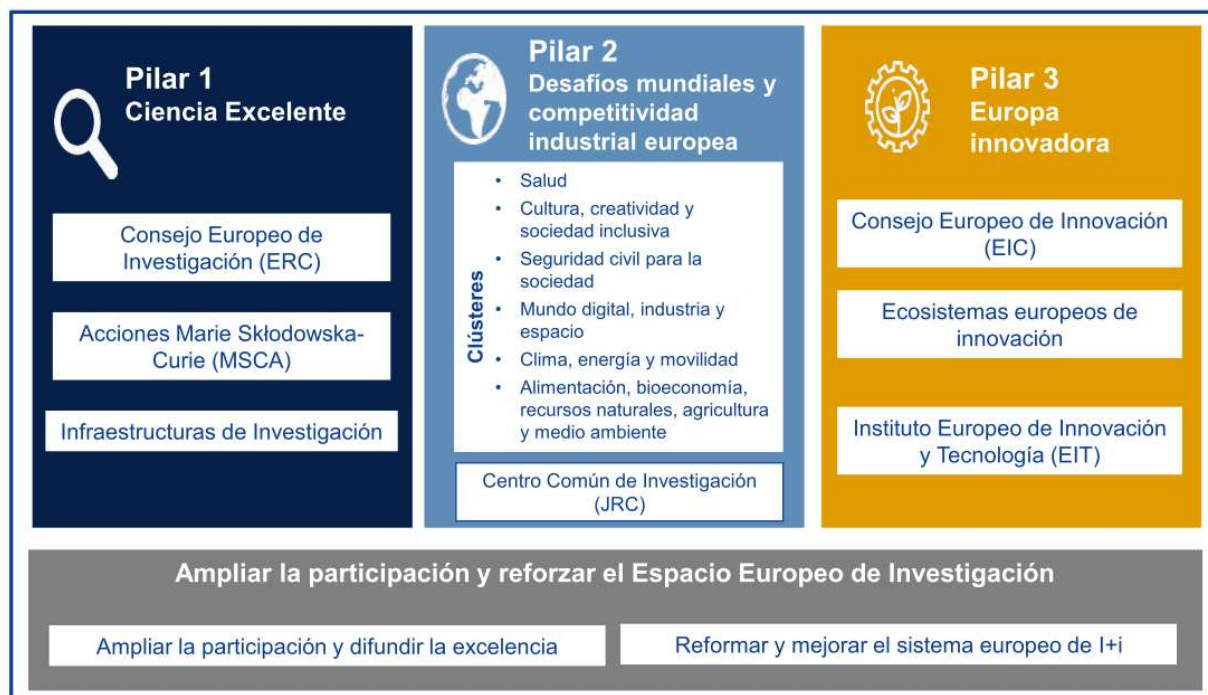 Pilar 1
Ciencia Excelente
Consejo Europeo de
Investigación (ERC)
Acciones Marie Skłodowska-
Curie (MSCA)
Infraestructuras de Investigación
Pilar 2
Desafíos mundiales y
competitividad
industrial europea
Clústeres
• Salud
• Cultura, creatividad y
sociedad inclusiva
• Seguridad civil para la
sociedad
• Mundo digital, industria y
espacio
• Clima, energía y movilidad
• Alimentación, bioeconomía,
recursos naturales, agricultura
y medio ambiente
Centro Común de Investigación
(JRC)
Pilar 3
Europa
innovadora
Consejo Europeo de Innovación
(EIC)
Ecosistemas europeos de
innovación
Instituto Europeo de Innovación
y Tecnología (EIT)
Ampliar la participación y reforzar el Espacio Europeo de Investigación
Ampliar la participación y difundir la excelencia
Reformar y mejorar el sistema europeo de I+i